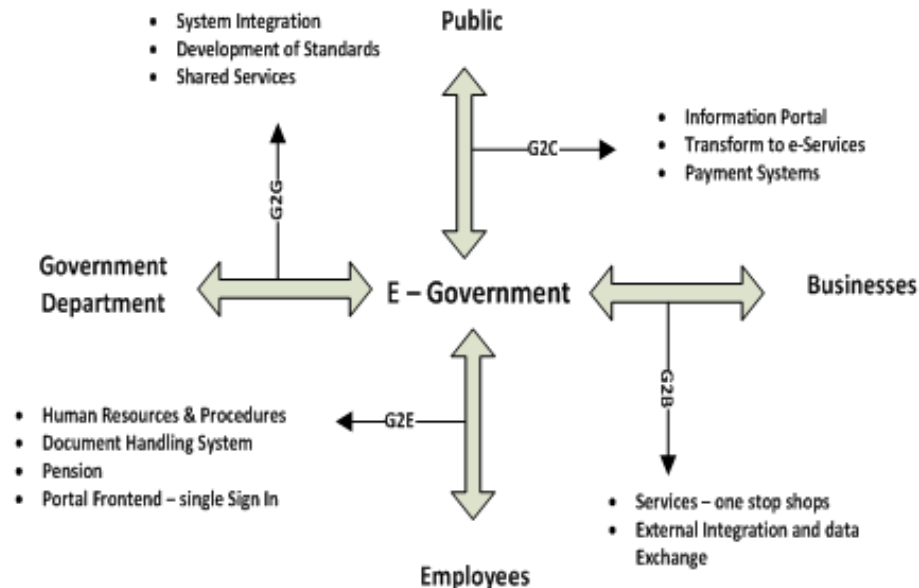 • System Integration
• Development of Standards
• Shared Services
Public
• Information Portal
• Transform to e-Services
• Payment Systems
G2C
G2G
Government
Department
E – Government
Businesses
G2B
G2E
• Human Resources & Procedures
• Document Handling System
• Pension
• Portal Frontend – single Sign In
• Services – one stop shops
• External Integration and data
Exchange
Employees